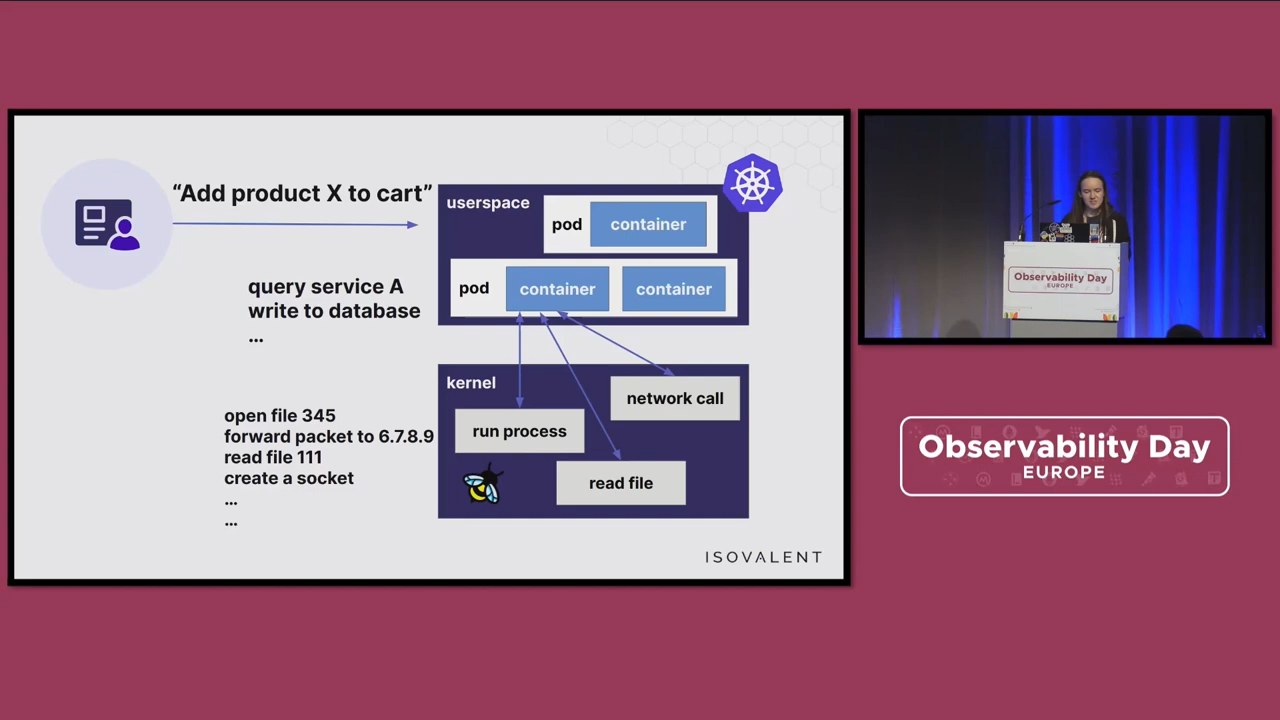 “Add product X to cart”
userspace
pod
container
pod
container
container
query service A
write to database
...
kernel
network call
run process
read file
open file 345
forward packet to 6.7.8.9
read file 111
create a socket
...
...
ISOVALENT
Observability Day
EUROPE
Observability Day
EUROPE